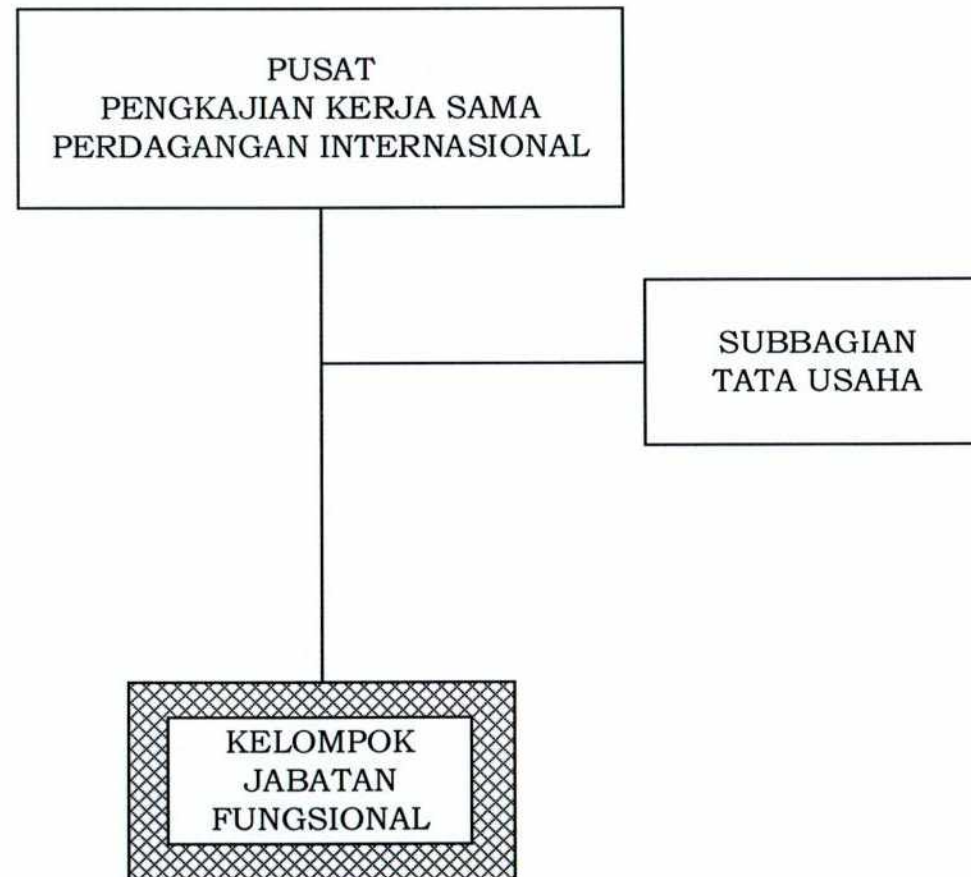 PUSAT
PENGKAJIAN KERJA SAMA
PERDAGANGAN INTERNASIONAL
SUBBAGIAN
TATA USAHA
KELOMPOK
JABATAN
FUNGSIONAL